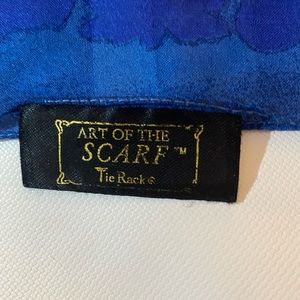 ART OF THE
SCARF™
Tie Rack®